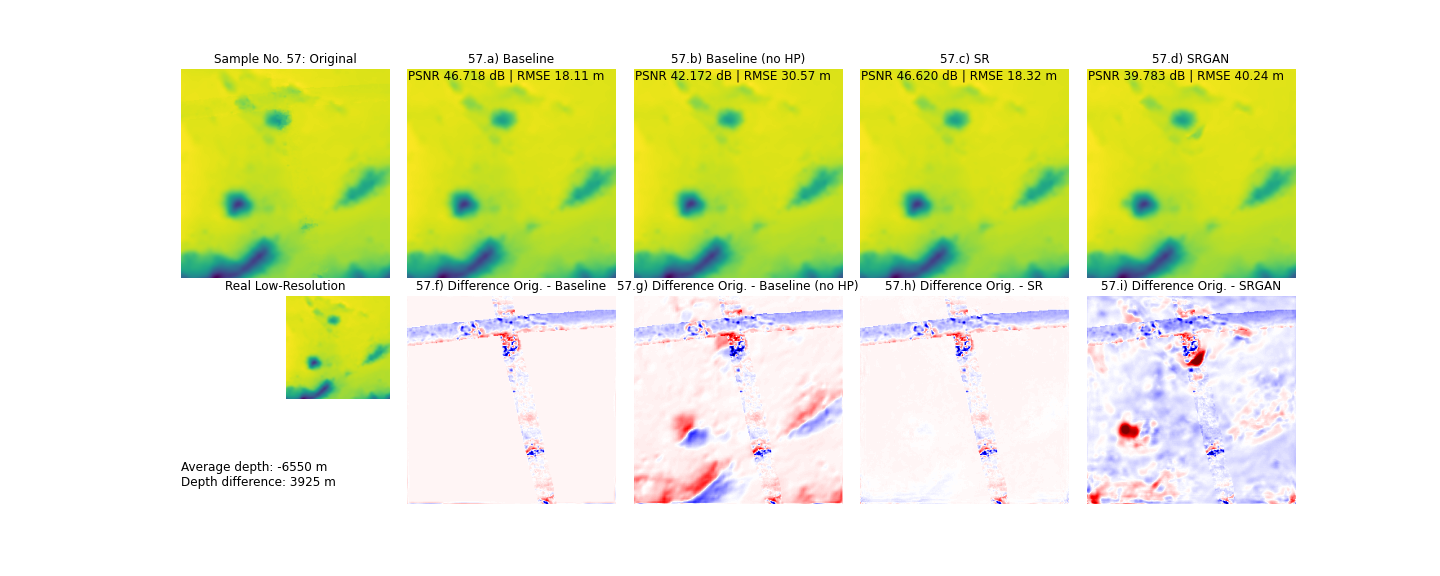 Sample No. 57: Original
57.a) Baseline
57.b) Baseline (no HP)
57.c) SR
57.d) SRGAN
PSNR 46.718 dB | RMSE 18.11 m
PSNR 42.172 dB | RMSE 30.57 m
PSNR 46.620 dB | RMSE 18.32 m
PSNR 39.783 dB | RMSE 40.24 m
Real Low-Resolution
57.f) Difference Orig. - Baseline
57.g) Difference Orig. - Baseline (no HP)
57.h) Difference Orig. - SR
57.i) Difference Orig. - SRGAN
Average depth: -6550 m
Depth difference: 3925 m